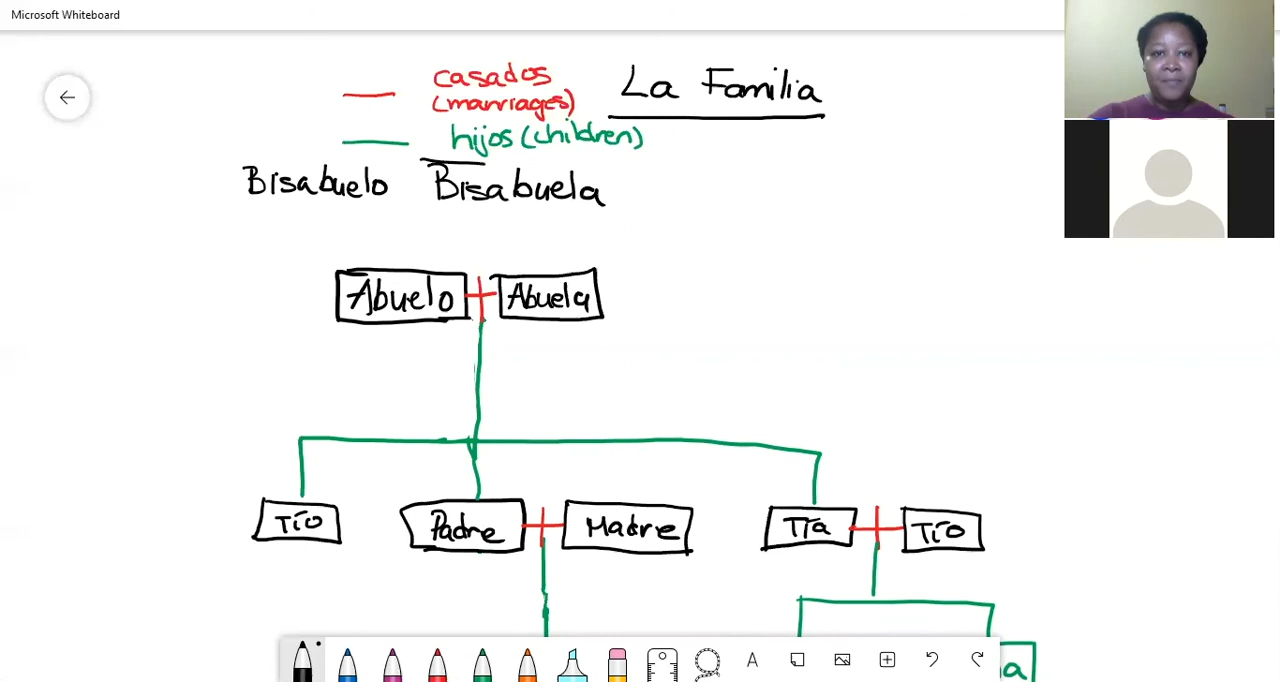 Microsoft Whiteboard
casados
(marriages)
La Familia
hijos (children)
Bisabuelo Bisabuela
Abuelo Abuela
Tío Padre Madre Tía Tío
a
A